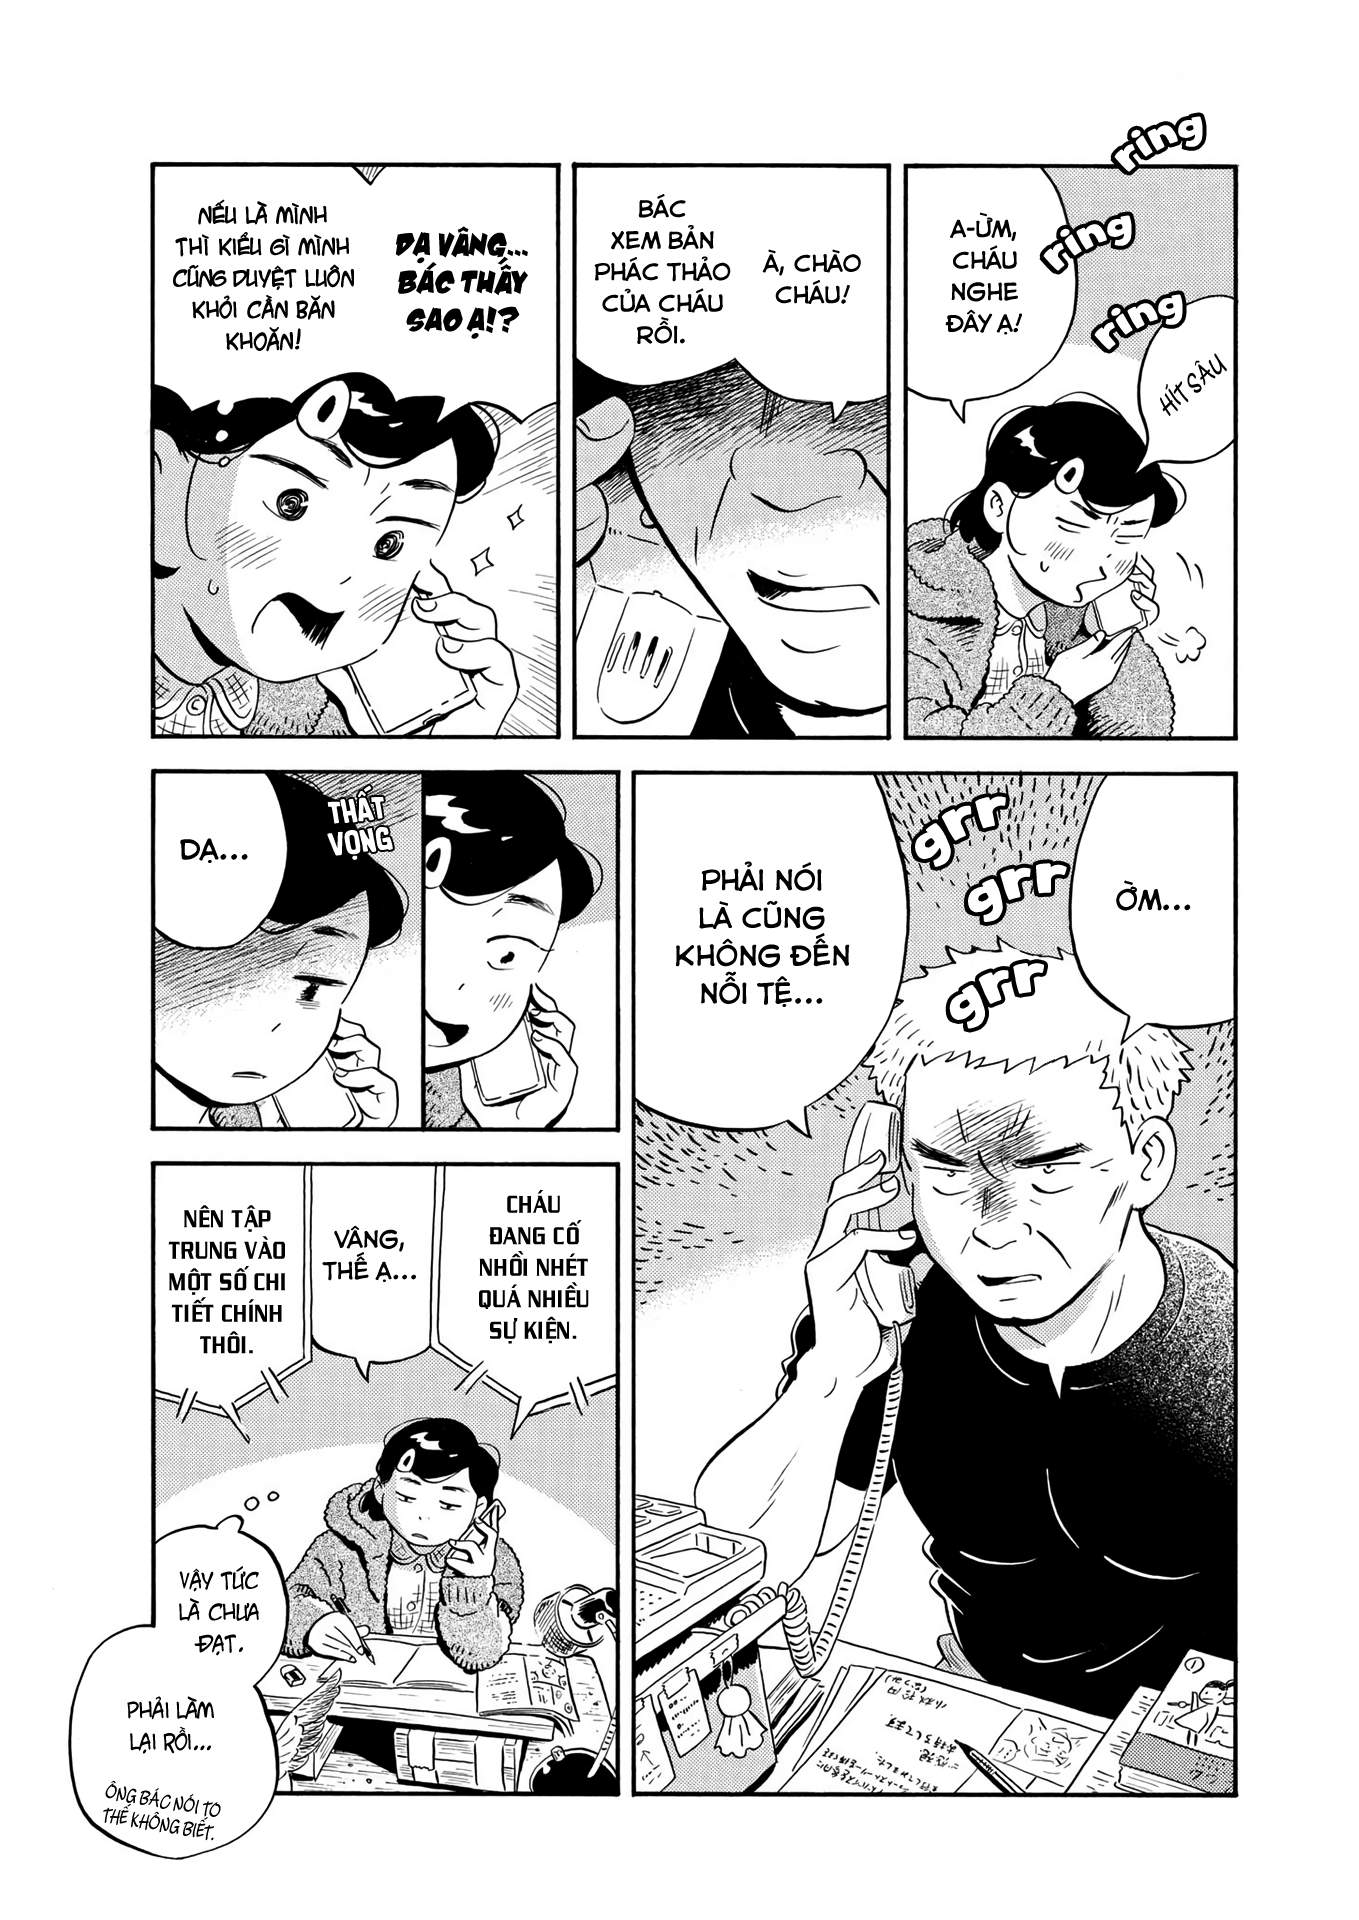 ring
ring
ring
HÍT SÂU
A-ỪM,
CHÁU
NGHE
ĐÂY Ạ!
À, CHÀO
CHÁU!
BÁC
XEM BẢN
PHÁC THẢO
CỦA CHÁU
RỒI.
DẠ VÂNG...
BÁC THẤY
SAO Ạ!?
NẾU LÀ MÌNH
THÌ KIỂU GÌ MÌNH
CŨNG DUYỆT LUÔN
KHỎI CẦN BĂN
KHOĂN!
ỜM...
grr
grr
grr
PHẢI NÓI
LÀ CŨNG
KHÔNG ĐẾN
NỖI TỆ...
THẤT
VỌNG
DẠ...
CHÁU
ĐANG CỐ
NHỒI NHÉT
QUÁ NHIỀU
SỰ KIỆN.
VÂNG,
THẾ Ạ...
NÊN TẬP
TRUNG VÀO
MỘT SỐ CHI
TIẾT CHÍNH
THÔI.
VẬY TỨC
LÀ CHƯA
ĐẠT.
PHẢI LÀM
LẠI RỒI...
ÔNG BÁC NÓI TO
THẾ KHÔNG BIẾT.